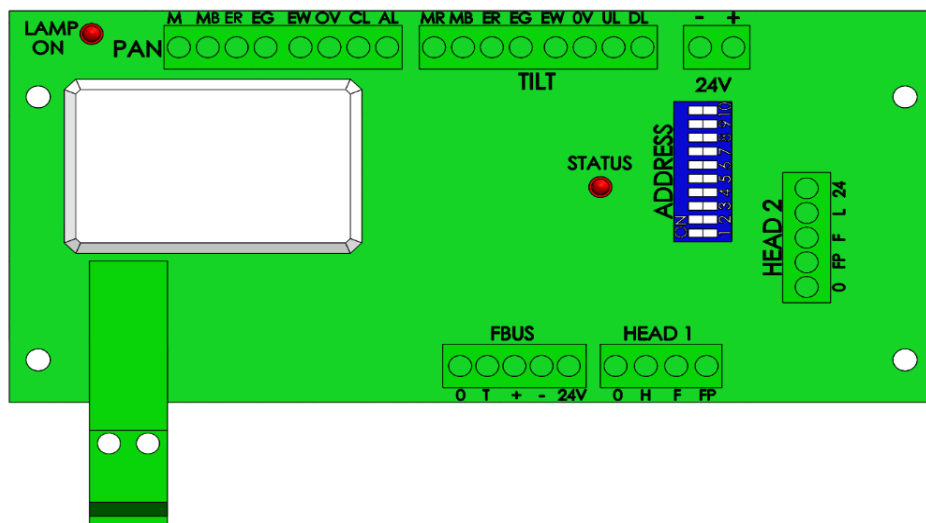 LAMP
ON
PAN
M MB ER EG EW OV CL AL
MR MB ER EG EW 0V UL DL
TILT
- +
24V
STATUS
ADDRESS
ON
1 2 3 4 5 6 7 8 9 10
HEAD 2
0 FP F L 24
FBUS
0 T + - 24V
HEAD 1
0 H F FP